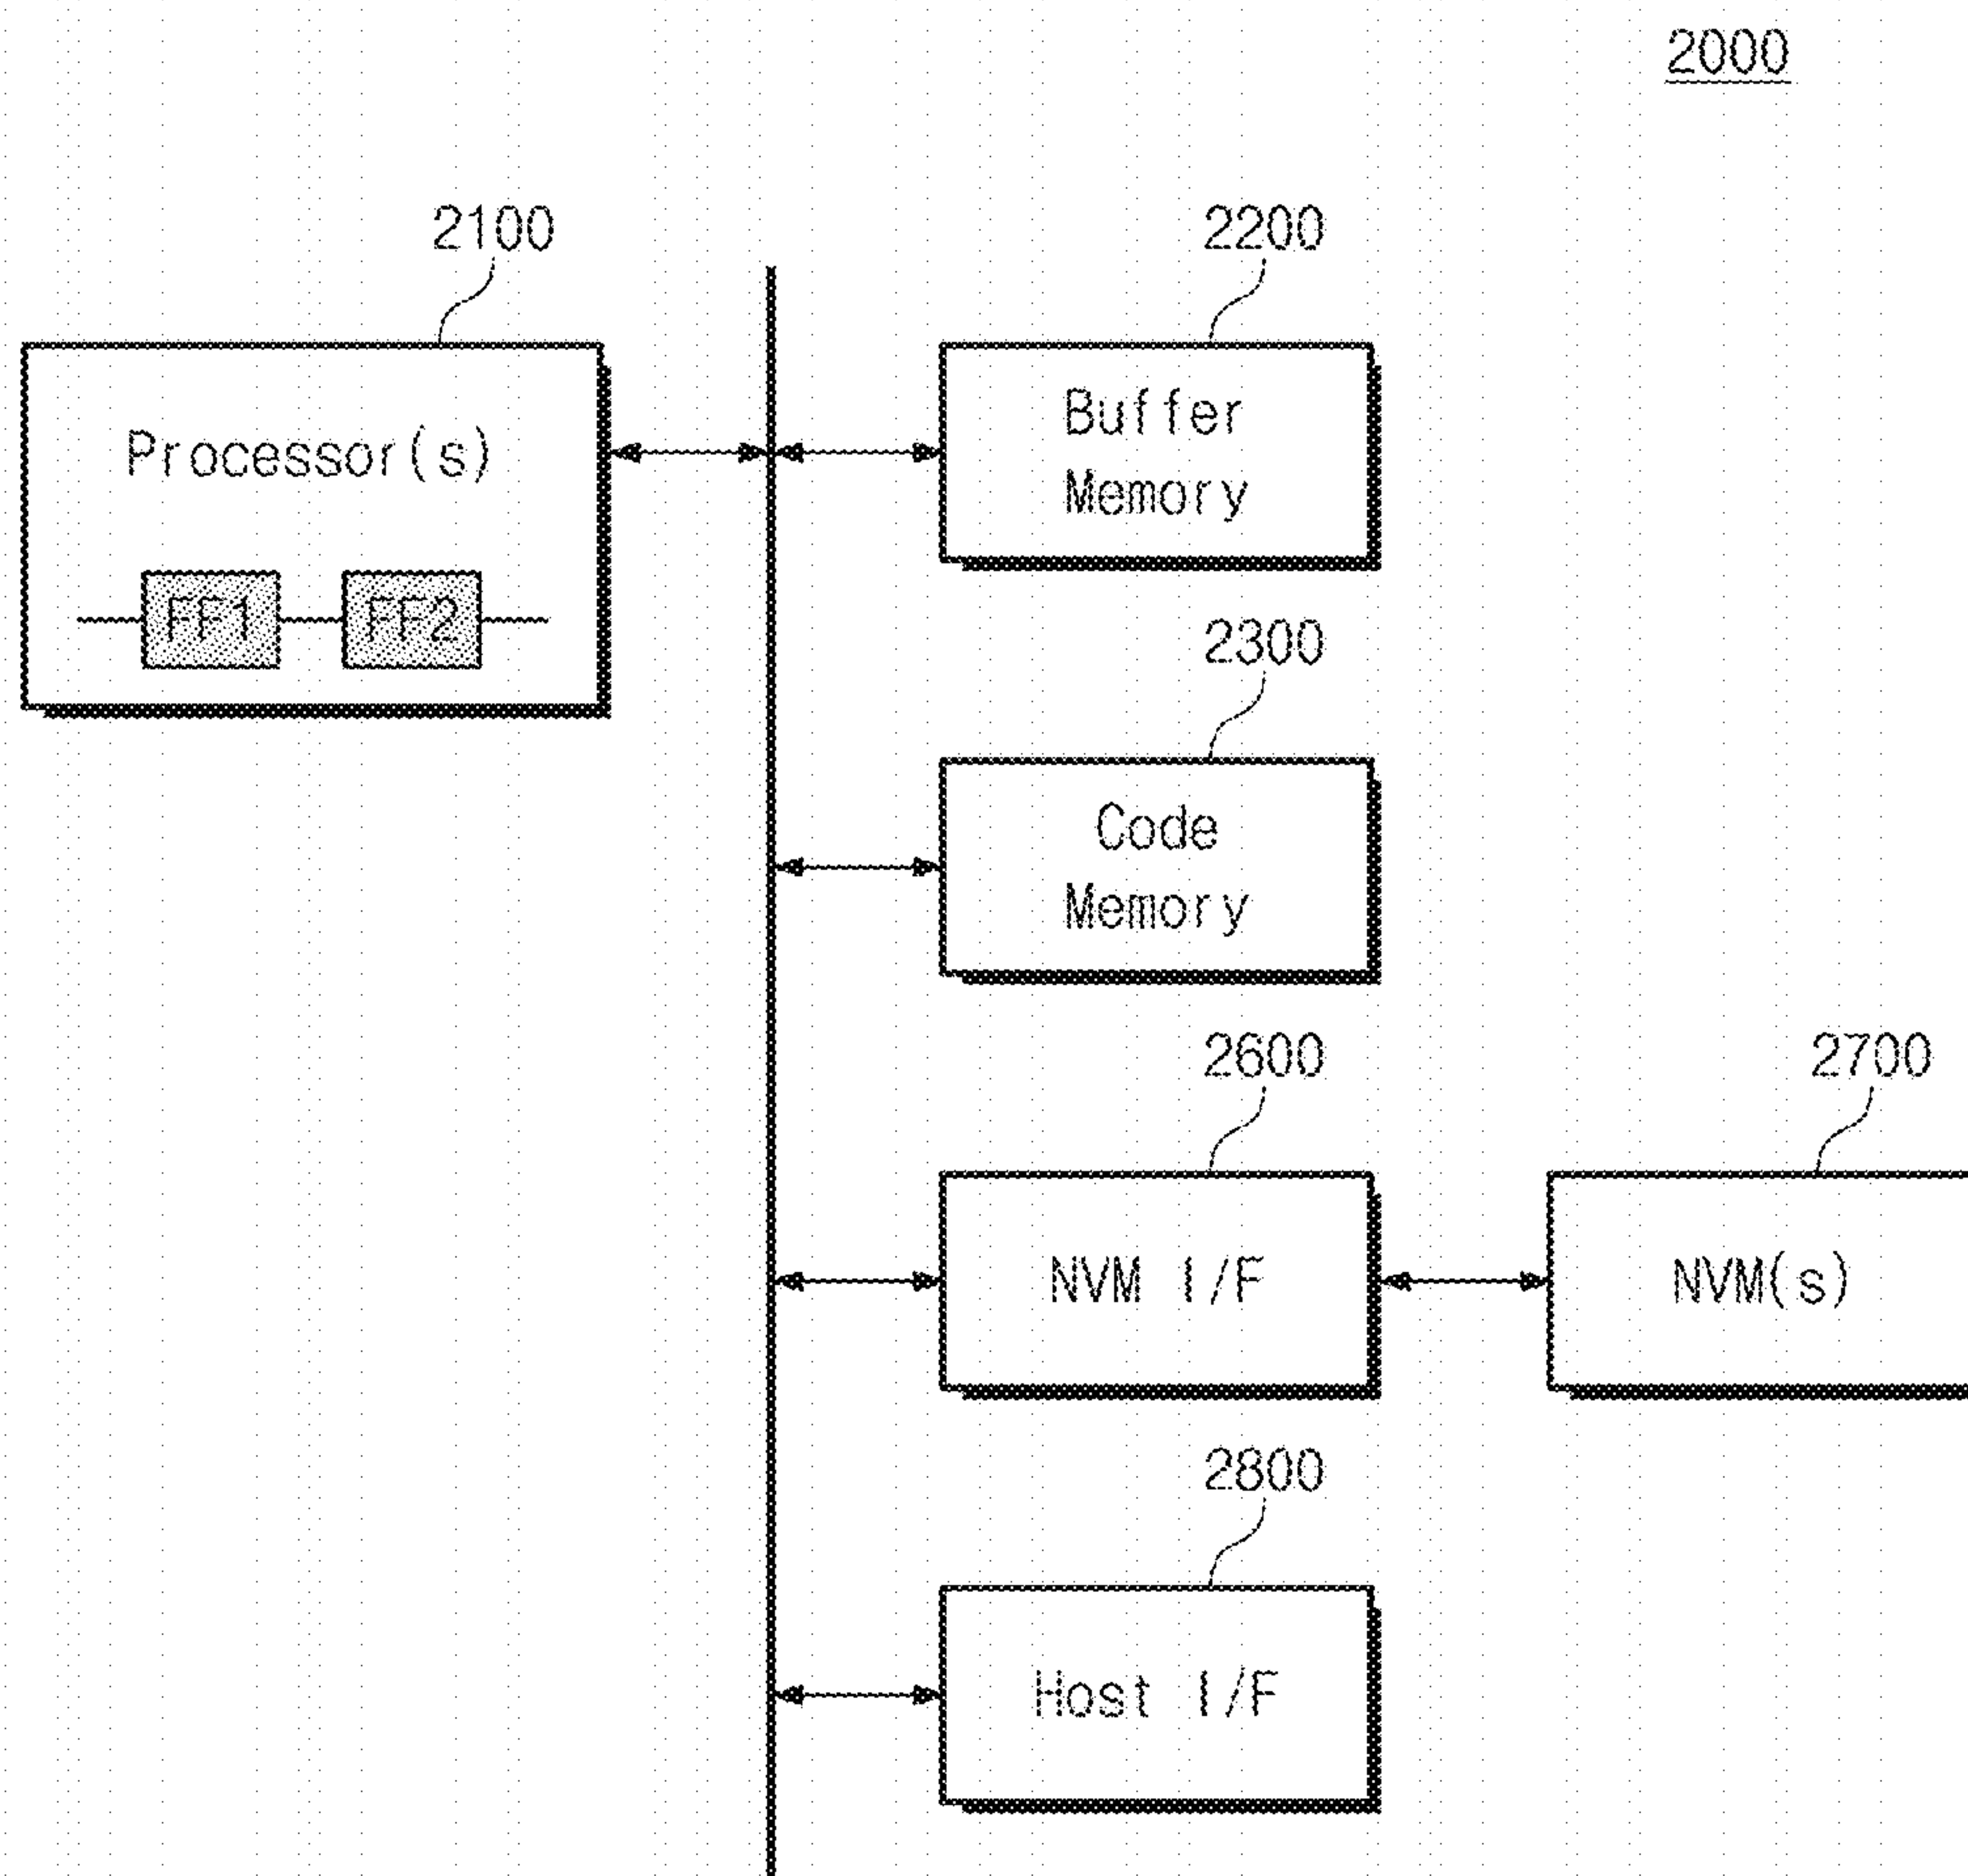 2000
2100
2200
Processor(s)
Buffer
Memory
FF1
FF2
2300
Code
Memory
2600
2700
NVM I/F
NVM(s)
2800
Host I/F